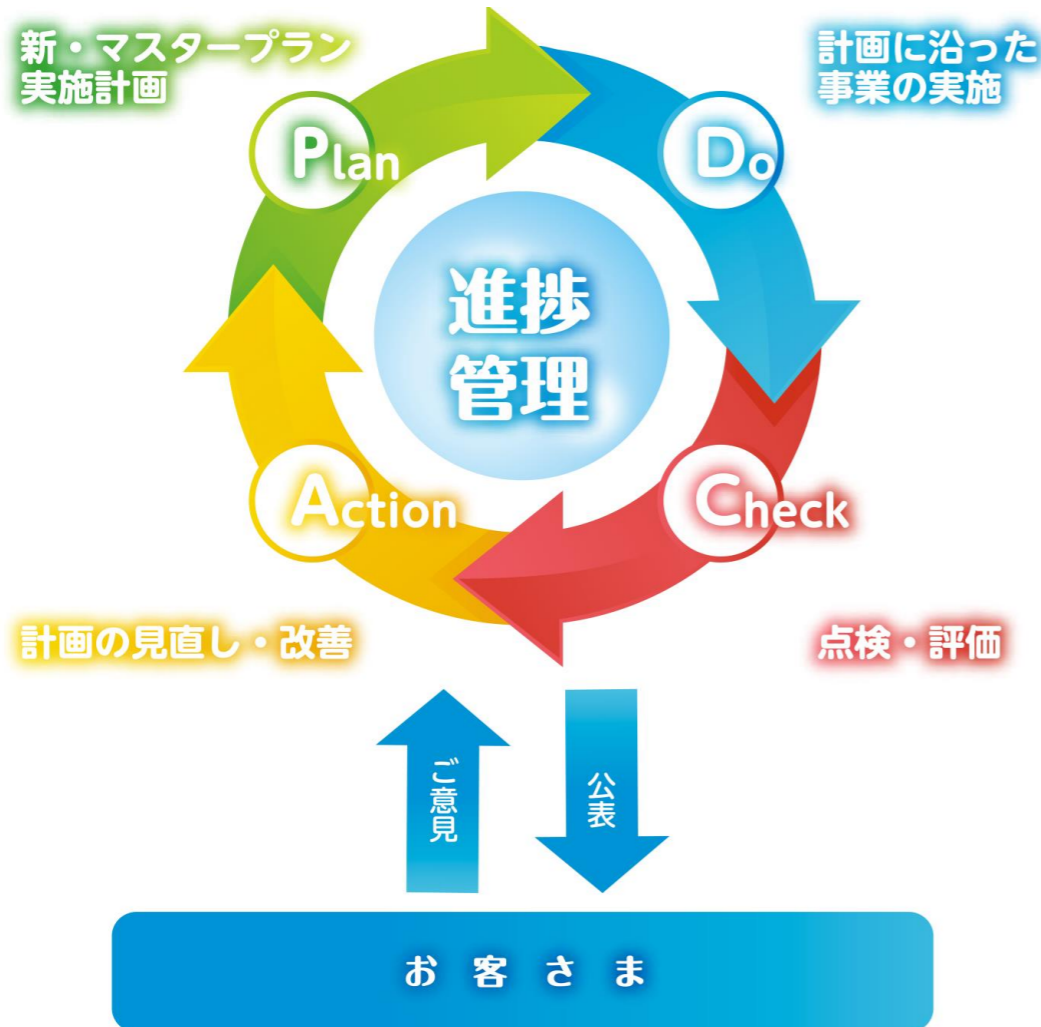 新・マスタープラン
実施計画
計画に沿った
事業の実施
Plan
Do
進捗
管理
Action
Check
計画の見直し・改善
点検・評価
ご意見
公表
お客さま